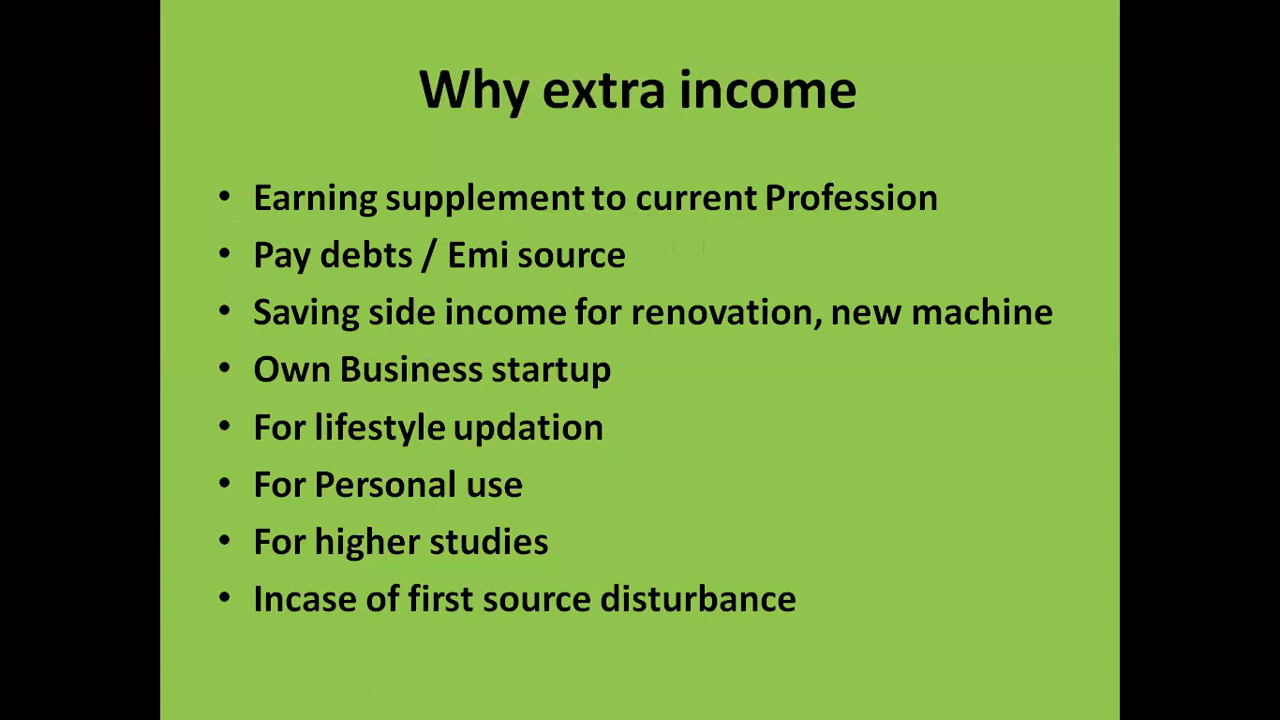 Why extra income
• Earning supplement to current Profession
• Pay debts / Emi source
• Saving side income for renovation, new machine
• Own Business startup
• For lifestyle updation
• For Personal use
• For higher studies
• Incase of first source disturbance